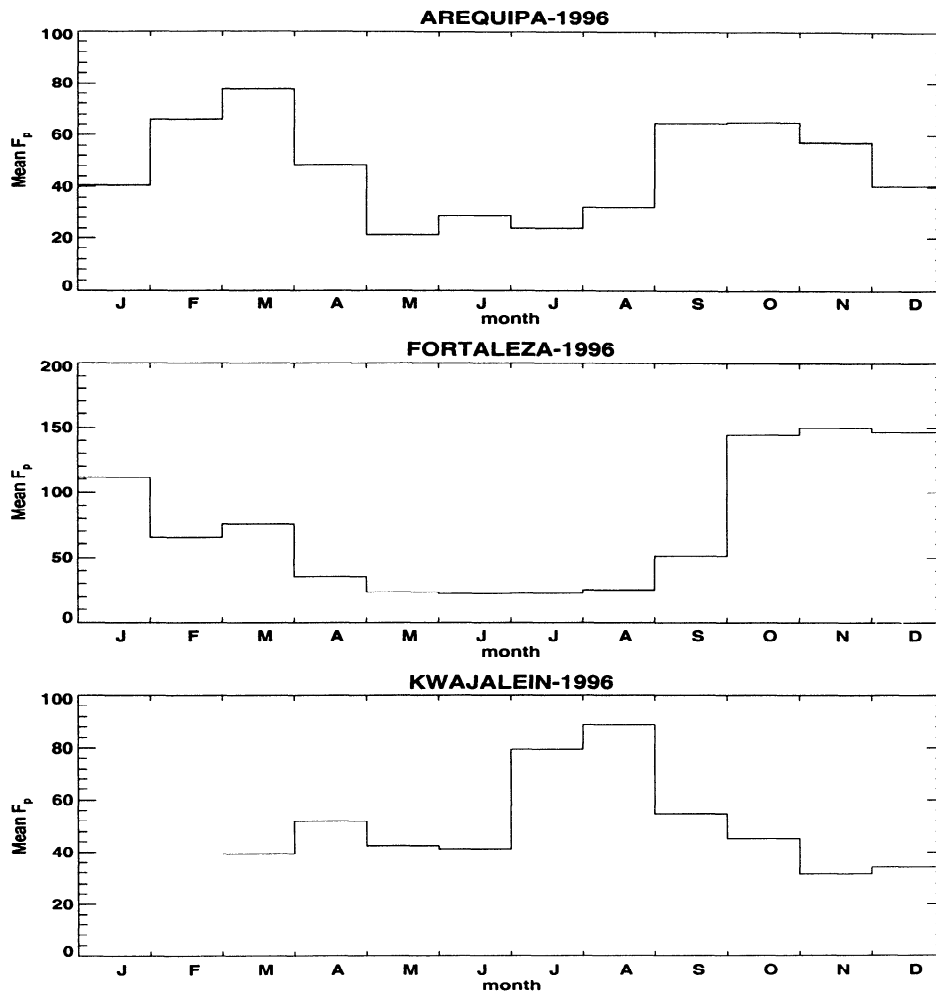 AREQUIPA-1996
100
80
60
40
20
0
Mean Fp
J F M A M J J A S O N D
month
FORTALEZA-1996
200
150
100
50
0
Mean Fp
J F M A M J J A S O N D
month
KWAJALEIN-1996
100
80
60
40
20
0
Mean Fp
J F M A M J J A S O N D
month